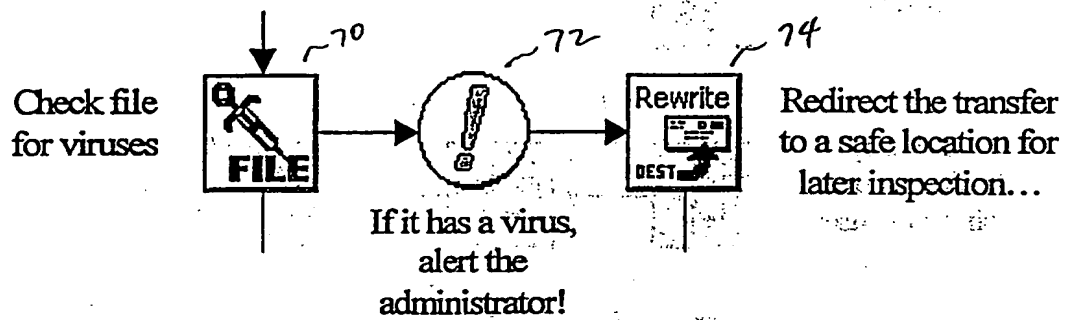 70
72
74
Check file
for viruses
FILE
Rewrite
DEST
Redirect the transfer
to a safe location for
later inspection...
If it has a virus,
alert the
administrator!